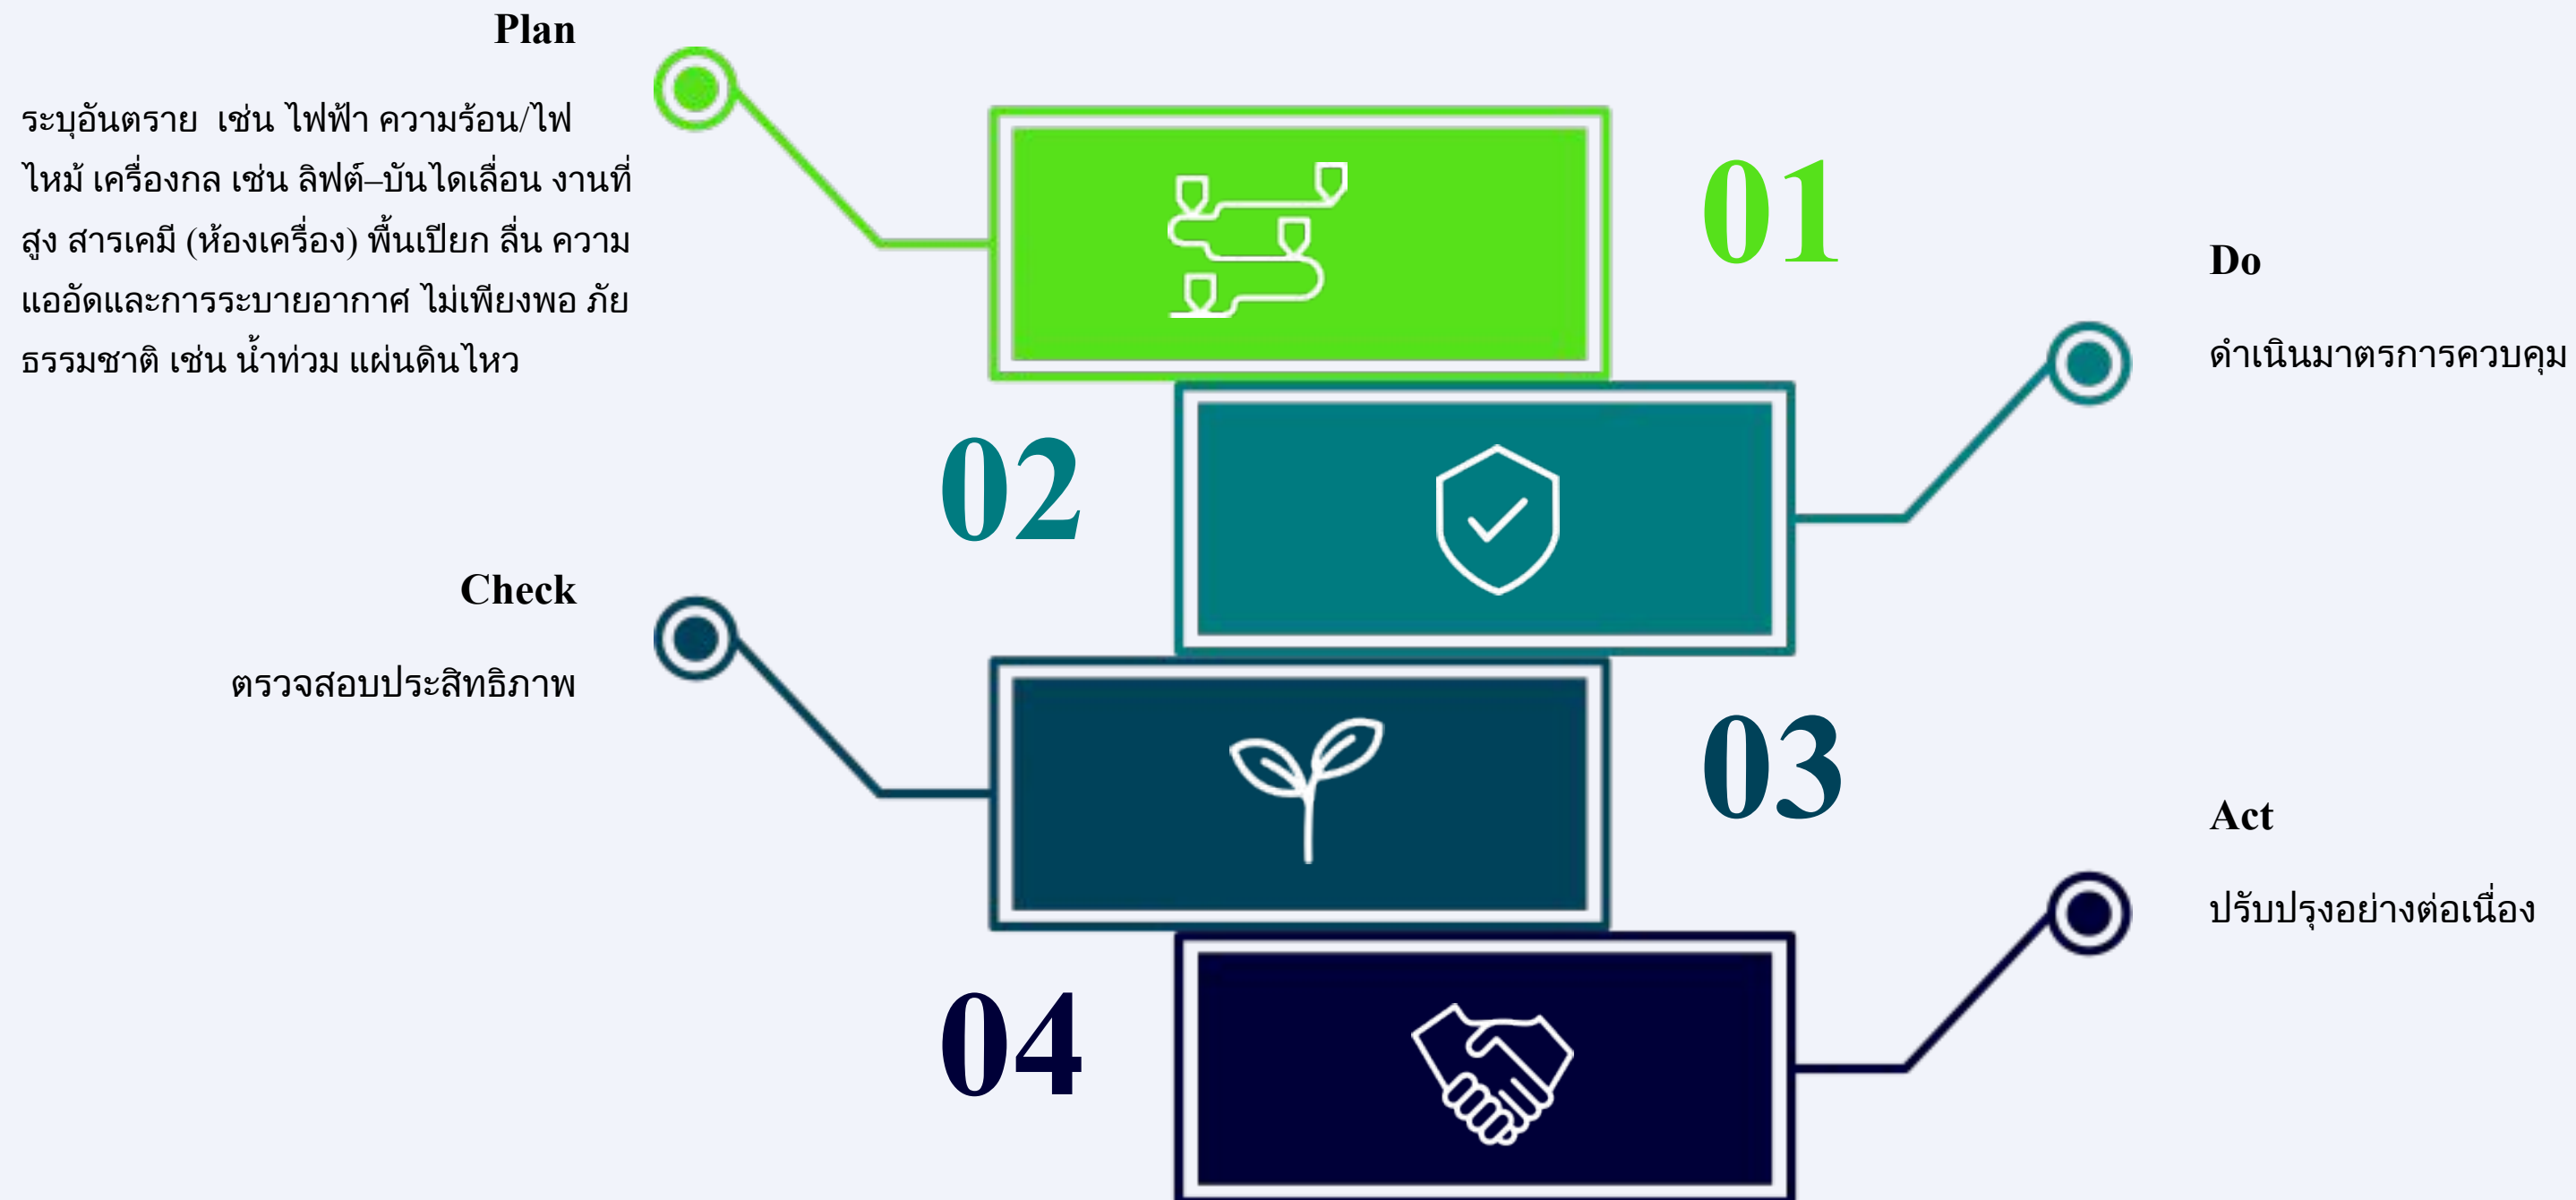 Plan
ระบุอันตราย เช่น ไฟฟ้า ความร้อน/ไฟ
ไหม้ เครื่องกล เช่น ลิฟต์–บันไดเลื่อน งานที่
สูง สารเคมี (ห้องเครื่อง) พื้นเปียก ลื่น ความ
แออัดและการระบายอากาศ ไม่เพียงพอ ภัย
ธรรมชาติ เช่น น้ำท่วม แผ่นดินไหว
01
Do
ดำเนินมาตรการควบคุม
02
Check
ตรวจสอบประสิทธิภาพ
03
Act
ปรับปรุงอย่างต่อเนื่อง
04